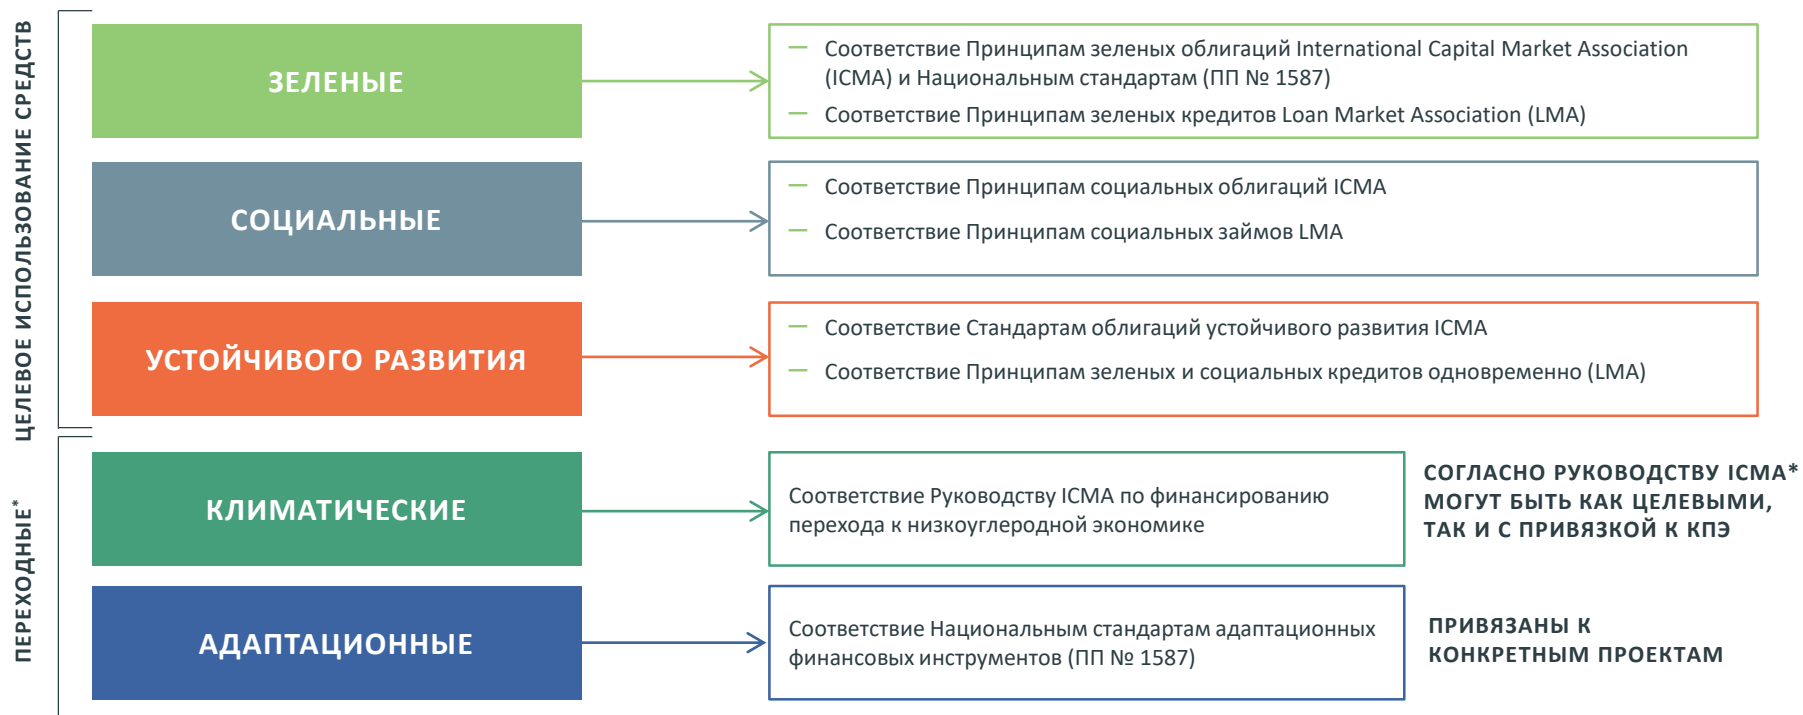 ЦЕЛЕВОЕ ИСПОЛЬЗОВАНИЕ СРЕДСТВ
ЗЕЛЕНЫЕ
— Соответствие Принципам зеленых облигаций International Capital Market Association
(ICMA) и Национальным стандартам (ПП № 1587)
— Соответствие Принципам зеленых кредитов Loan Market Association (LMA)
СОЦИАЛЬНЫЕ
— Соответствие Принципам социальных облигаций ICMA
— Соответствие Принципам социальных займов LMA
УСТОЙЧИВОГО РАЗВИТИЯ
— Соответствие Стандартам облигаций устойчивого развития ICMA
— Соответствие Принципам зеленых и социальных кредитов одновременно (LMA)
ПЕРЕХОДНЫЕ*
КЛИМАТИЧЕСКИЕ
Соответствие Руководству ICMA по финансированию
перехода к низкоуглеродной экономике
СОГЛАСНО РУКОВОДСТВУ ICMA*
МОГУТ БЫТЬ КАК ЦЕЛЕВЫМИ,
ТАК И С ПРИВЯЗКОЙ К КПЭ
АДАПТАЦИОННЫЕ
Соответствие Национальным стандартам адаптационных
финансовых инструментов (ПП № 1587)
ПРИВЯЗАНЫ К
КОНКРЕТНЫМ ПРОЕКТАМ